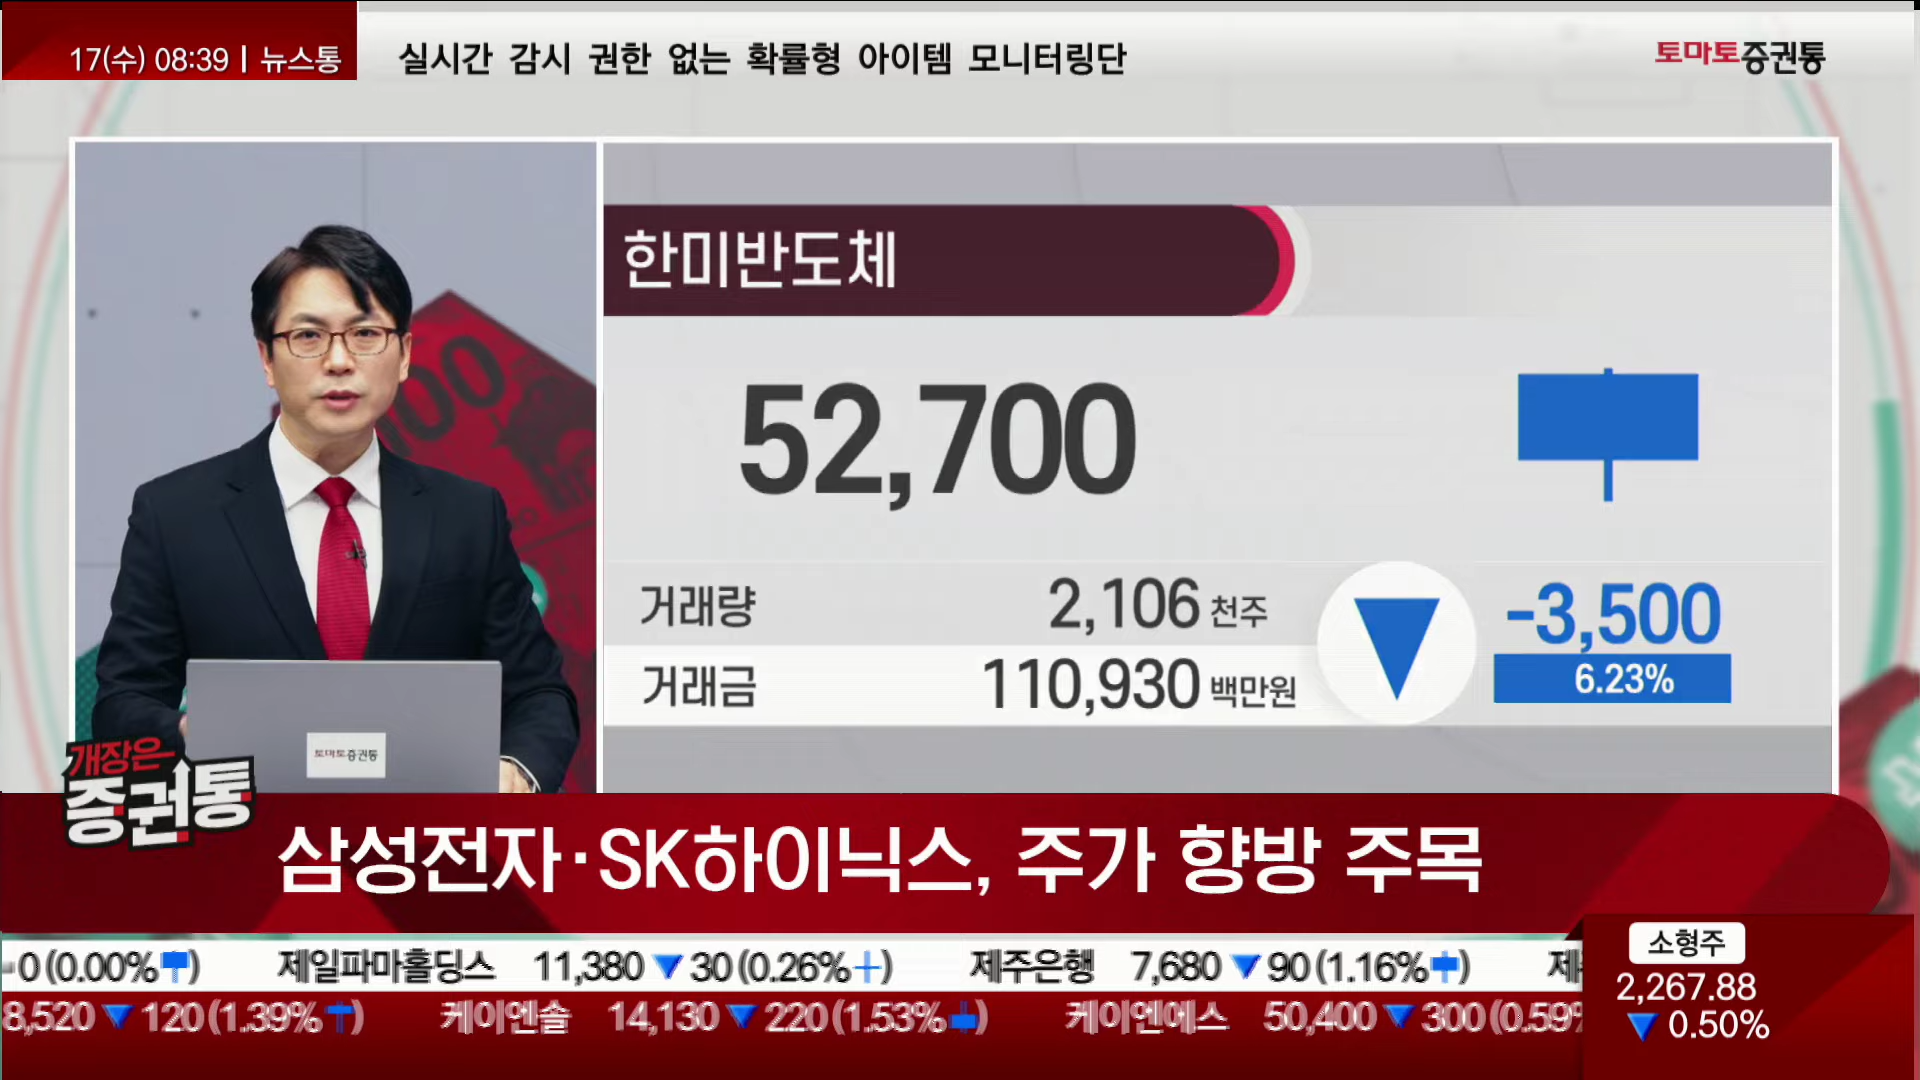 17(수) 08:39 | 뉴스통
실시간 감시 권한 없는 확률형 아이템 모니터링단
토마토증권통
한미반도체
52,700
거래량 2,106 천주
거래금 110,930 백만원
-3,500
6.23%
토마토증권통
개장은
증권통
삼성전자·SK하이닉스, 주가 향방 주목
0(0.00%) 제일파마홀딩스 11,380 ▼ 30(0.26%) 제주은행 7,680 ▼ 90(1.16%)
8,520 ▼ 120(1.39%) 케이엔솔 14,130 ▼ 220(1.53%) 케이엔에스 50,400 ▼ 300(0.59%
소형주
2,267.88
▼ 0.50%